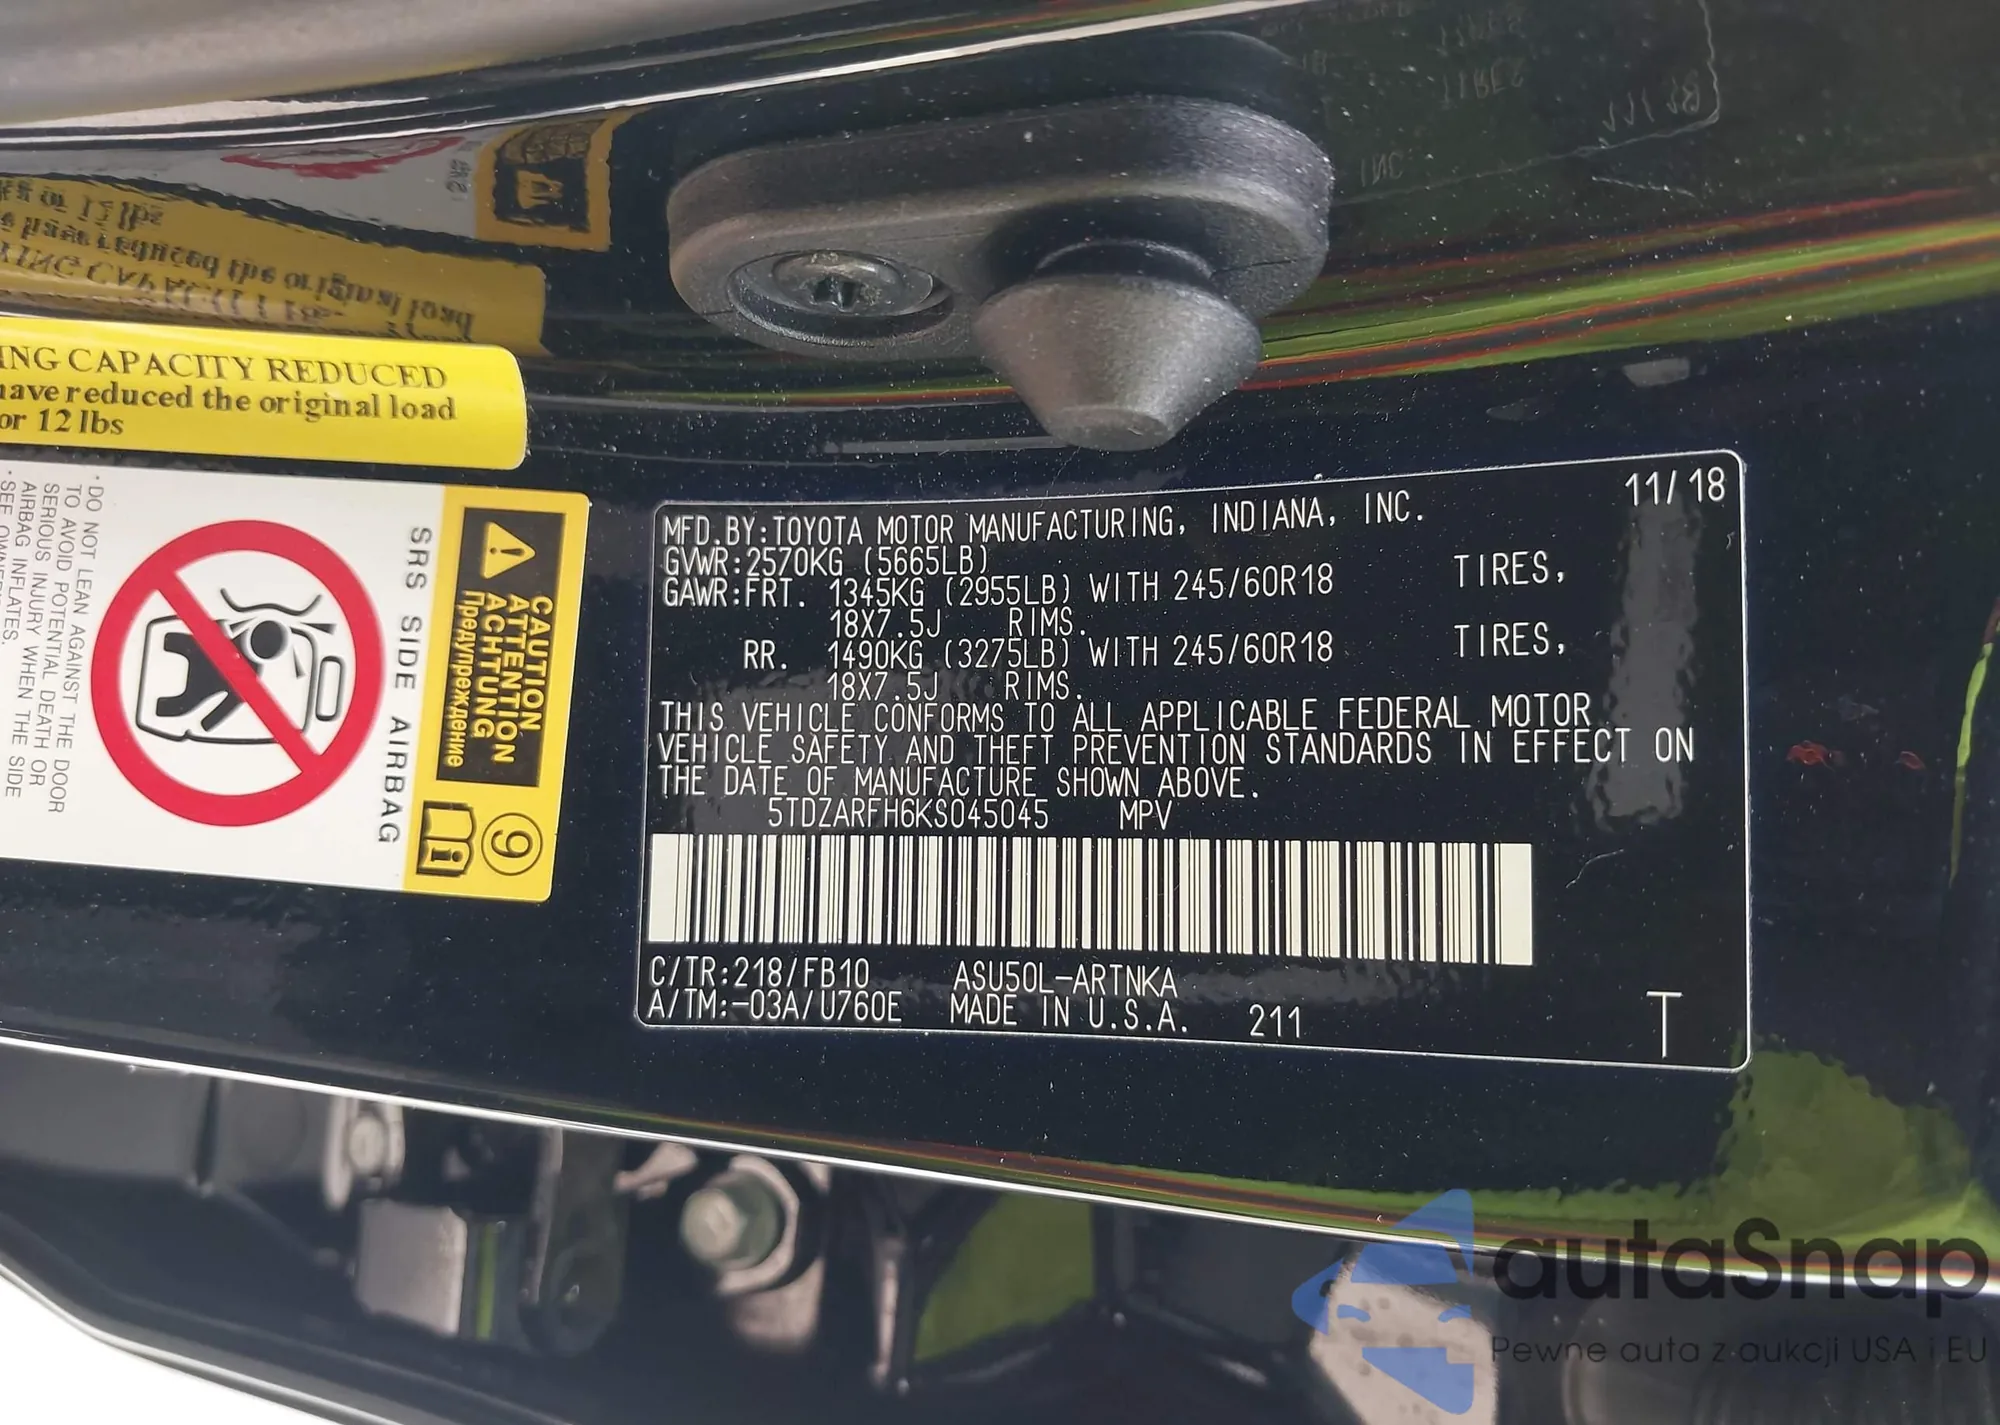 ING CAPACITY REDUCED
have reduced the original load
or 12 lbs
CAUTION
ATTENTION
ACHTUNG
Предупреждение
SRS SIDE AIRBAG
• DO NOT LEAN AGAINST THE DOOR
TO AVOID POTENTIAL DEATH OR
SERIOUS INJURY WHEN THE SIDE
AIRBAG INFLATES.
• SEE OWNER'S
9
11/18
MFD.BY:TOYOTA MOTOR MANUFACTURING, INDIANA, INC.
GVWR:2570KG (5665LB)
GAWR:FRT. 1345KG (2955LB) WITH 245/60R18 TIRES,
18X7.5J RIMS.
RR. 1490KG (3275LB) WITH 245/60R18 TIRES,
18X7.5J RIMS.
THIS VEHICLE CONFORMS TO ALL APPLICABLE FEDERAL MOTOR
VEHICLE SAFETY AND THEFT PREVENTION STANDARDS IN EFFECT ON
THE DATE OF MANUFACTURE SHOWN ABOVE.
5TDZARFH6KS045045 MPV
C/TR:218/FB10 ASU50L-ARTNKA
A/TM:-03A/U760E MADE IN U.S.A. 211
T
autaSnap
Pewne auta z aukcji USA i EU